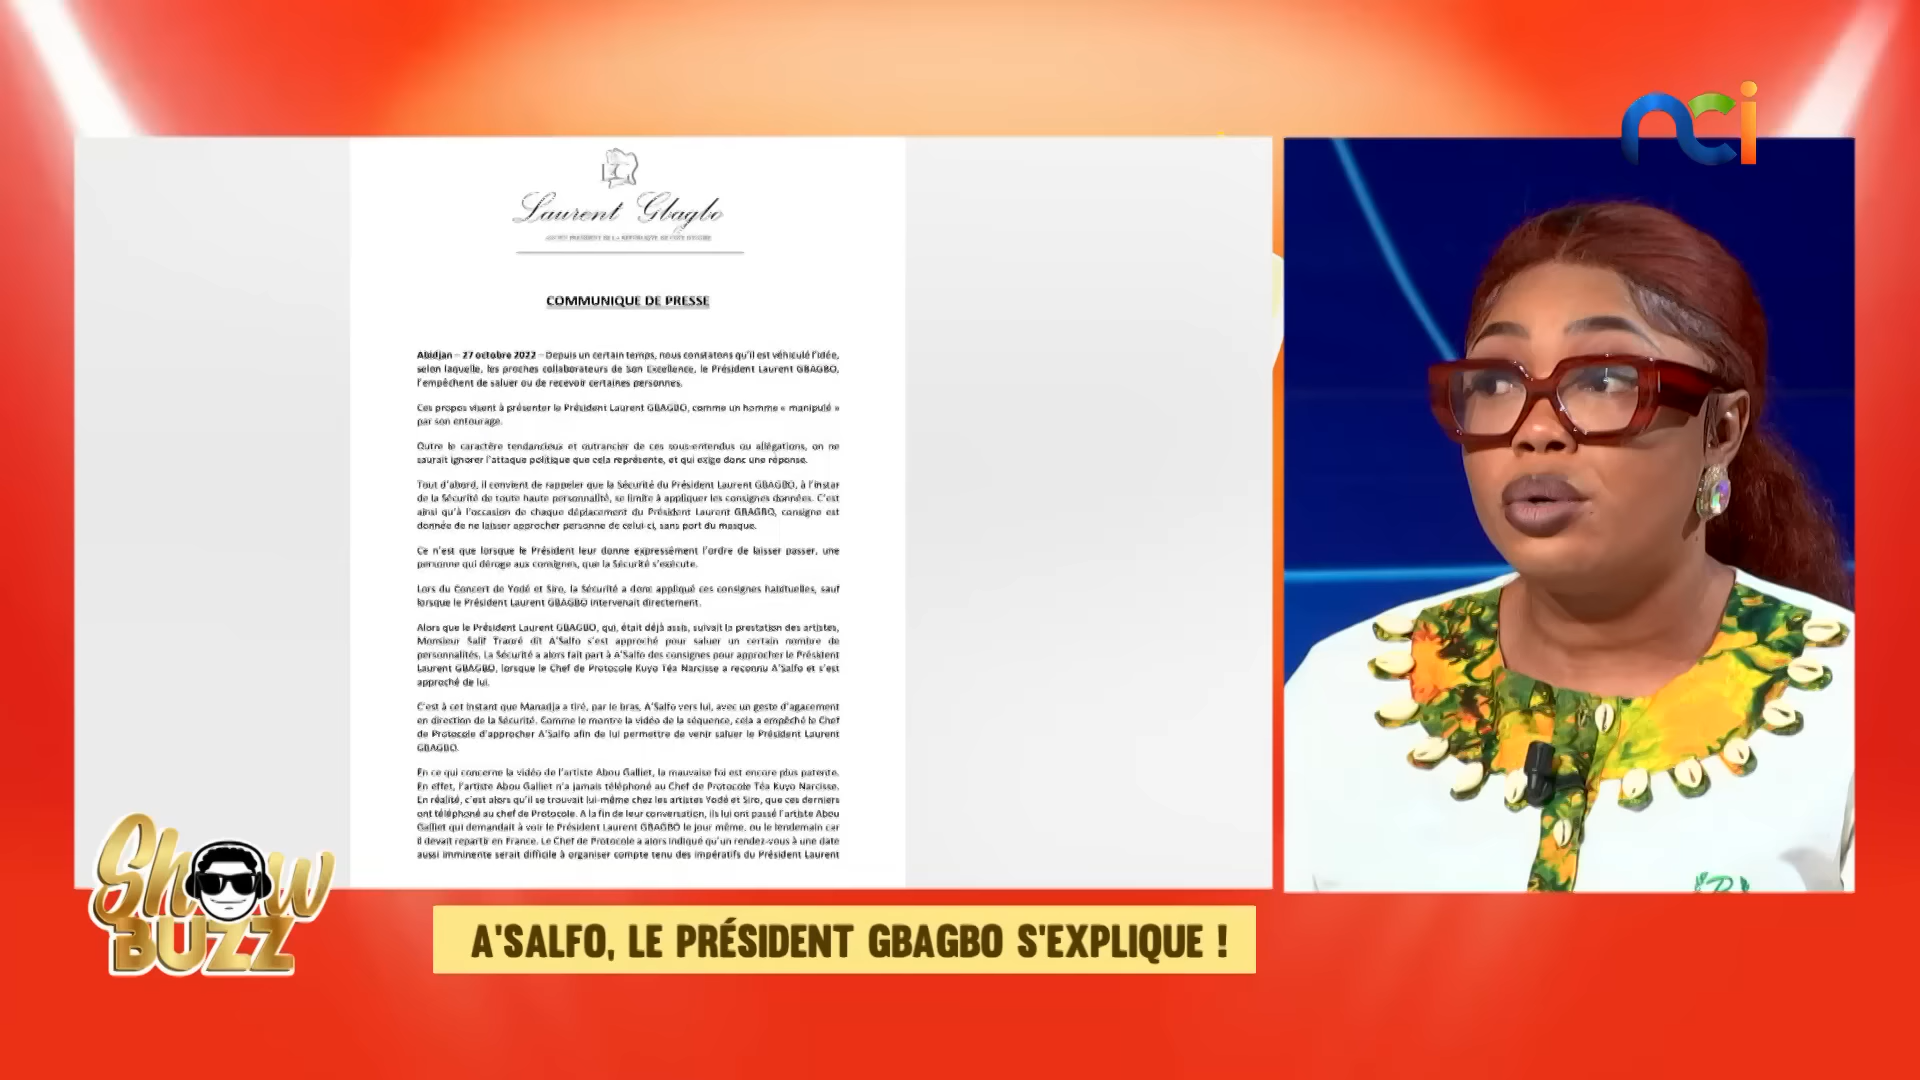 nci
Laurent Gbagbo
ANCIEN PRÉSIDENT DE LA RÉPUBLIQUE DE CÔTE D'IVOIRE
COMMUNIQUE DE PRESSE
Abidjan – 27 octobre 2022 – Depuis un certain temps, nous constatons qu'il est véhiculé l'idée,
selon laquelle, les proches collaborateurs de Son Excellence, le Président Laurent GBAGBO,
l'empêchent de saluer ou de recevoir certaines personnes.
Ces propos visent à présenter le Président Laurent GBAGBO, comme un homme « manipulé »
par son entourage.
Outre le caractère tendancieux et outrancier de ces sous-entendus ou allégations, on ne
saurait ignorer l'attaque politique que cela représente, et qui exige donc une réponse.
Tout d'abord, il convient de rappeler que la Sécurité du Président Laurent GBAGBO, à l'instar
de la Sécurité de toute haute personnalité, se limite à appliquer les consignes données. C'est
ainsi qu'à l'occasion de chaque déplacement du Président Laurent GBAGBO, consigne est
donnée de ne laisser approcher personne de celui-ci, sans port du masque.
Ce n'est que lorsque le Président leur donne expressément l'ordre de laisser passer, une
personne qui déroge aux consignes, que la Sécurité s'exécute.
Lors du Concert de Yodé et Siro, la Sécurité a donc appliqué ces consignes habituelles, sauf
lorsque le Président Laurent GBAGBO intervenait directement.
Alors que le Président Laurent GBAGBO, qui, était déjà assis, suivait la prestation des artistes,
Monsieur Salif Traoré dit A'Salfo s'est approché pour saluer un certain nombre de
personnalités. La Sécurité a alors fait part à A'Salfo des consignes pour approcher le Président
Laurent GBAGBO, lorsque le Chef de Protocole Kuyo Téa Narcisse a reconnu A'Salfo et s'est
approché de lui.
C'est à cet instant que Manadja a tiré, par le bras, A'Salfo vers lui, avec un geste d'agacement
en direction de la Sécurité. Comme le montre la vidéo de la séquence, cela a empêché le Chef
de Protocole d'approcher A'Salfo afin de lui permettre de venir saluer le Président Laurent
GBAGBO.
En ce qui concerne la vidéo de l'artiste Abou Galliet, la mauvaise foi est encore plus patente.
En effet, l'artiste Abou Galliet n'a jamais téléphoné au Chef de Protocole Téa Kuyo Narcisse.
En réalité, c'est alors qu'il se trouvait lui-même chez les artistes Yodé et Siro, que ces derniers
ont téléphoné au chef de Protocole. A la fin de leur conversation, ils lui ont passé l'artiste Abou
Galliet qui demandait à voir le Président Laurent GBAGBO le jour même, ou le lendemain car
il devait repartir en France. Le Chef de Protocole a alors indiqué qu'un rendez-vous à une date
aussi imminente serait difficile à organiser compte tenu des impératifs du Président Laurent
Show
BUZZ
A'SALFO, LE PRÉSIDENT GBAGBO S'EXPLIQUE !